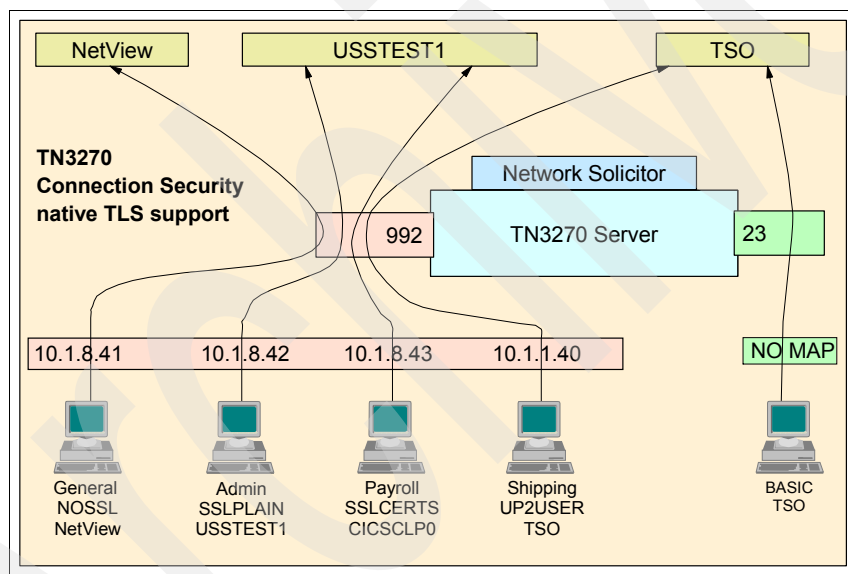 NetView
USSTEST1
TSO
TN3270
Connection Security
native TLS support
Network Solicitor
992
TN3270 Server
23
10.1.8.41
10.1.8.42
10.1.8.43
10.1.1.40
NO MAP
General
NOSSL
NetView
Admin
SSLPLAIN
USSTEST1
Payroll
SSLCERTS
CICSCLP0
Shipping
UP2USER
TSO
BASIC
TSO